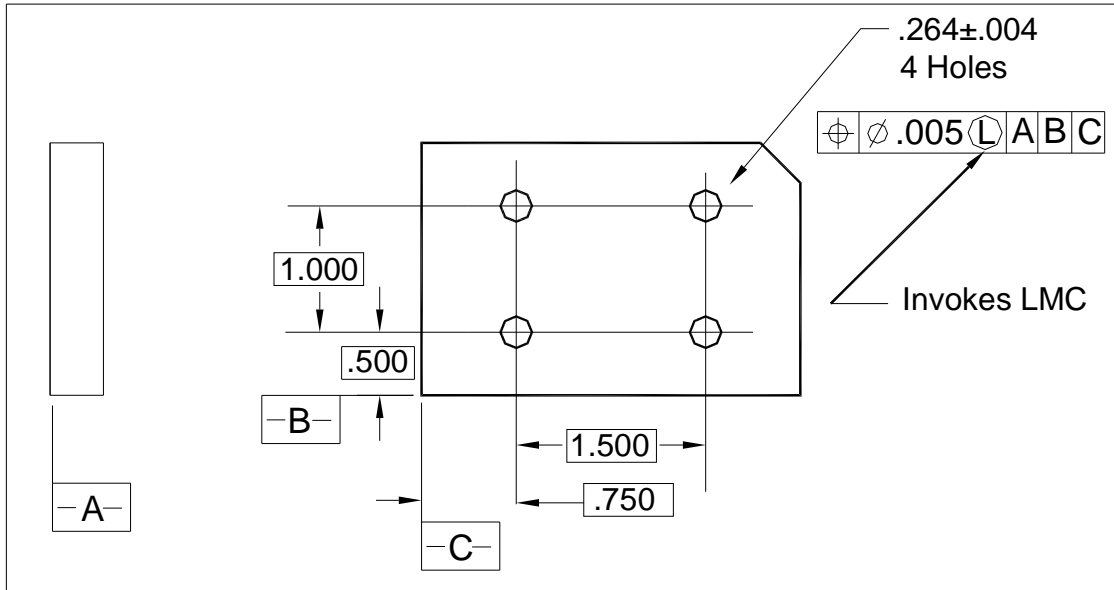 .264±.004
4 Holes
⌖ ⌀ .005 Ⓛ A B C
1.000
Invokes LMC
.500
-B-
1.500
.750
-A-
-C-